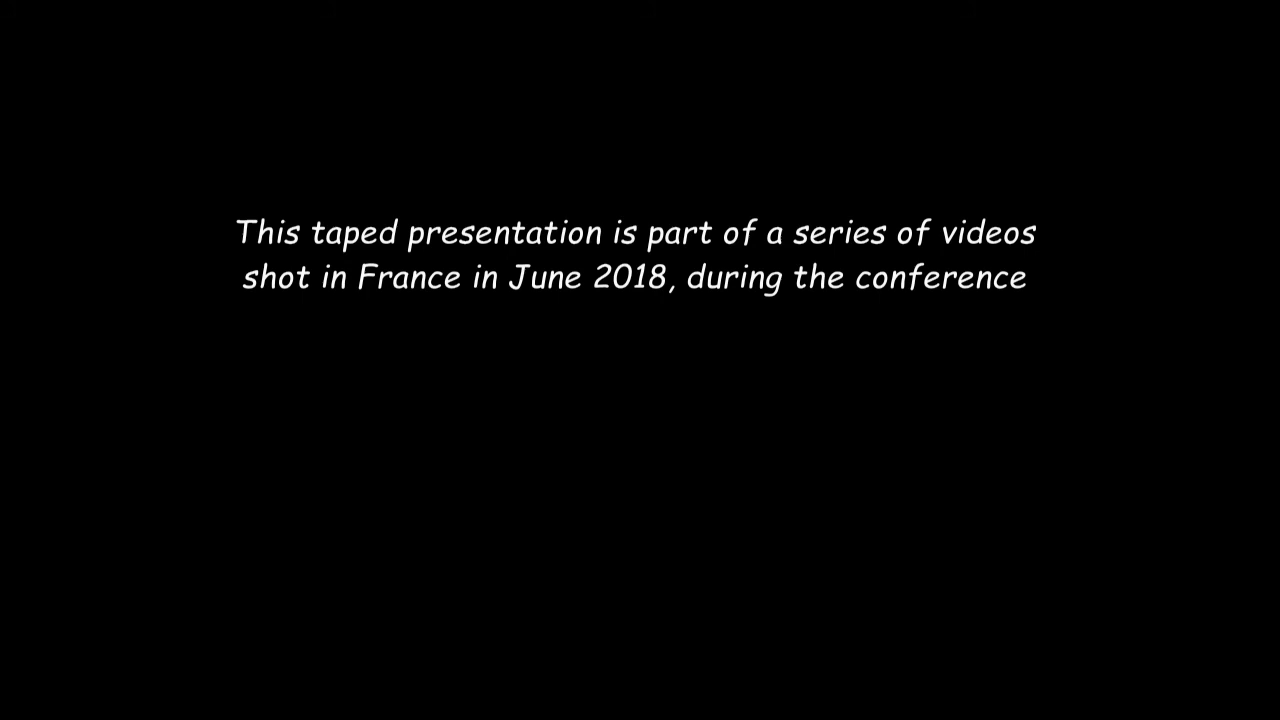 This taped presentation is part of a series of videos
shot in France in June 2018, during the conference